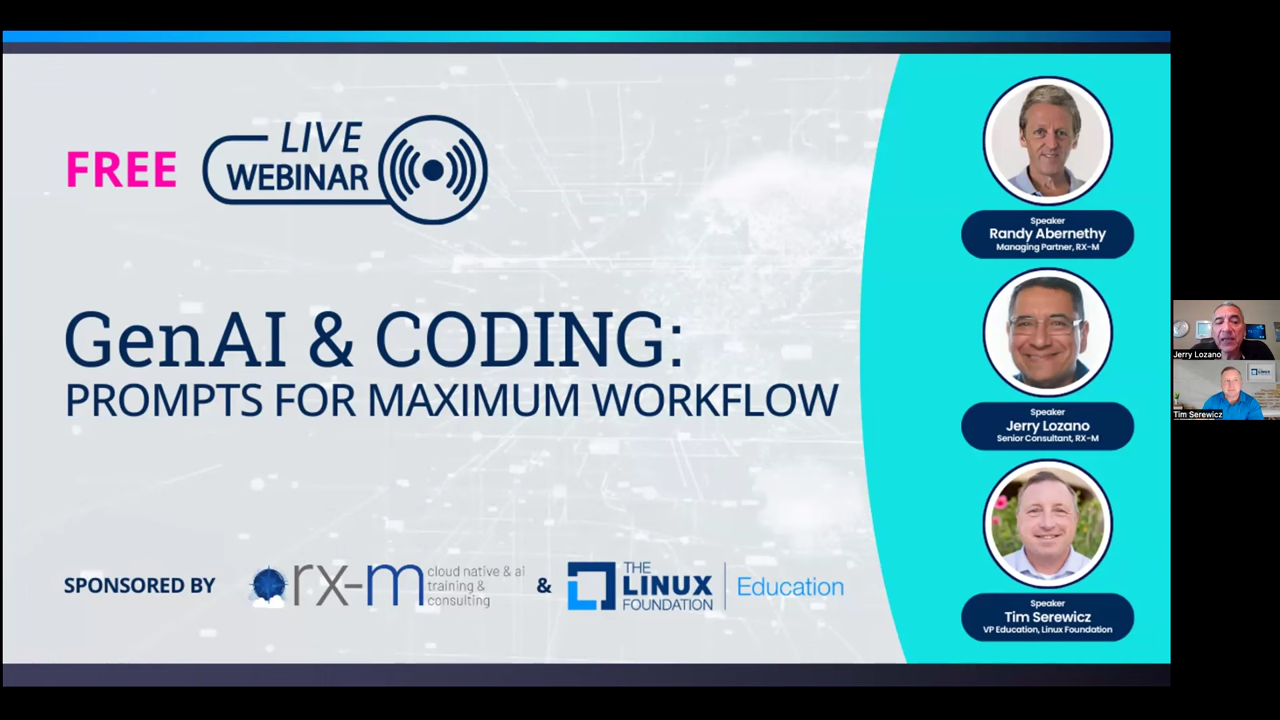 FREE
LIVE
WEBINAR
GenAI & CODING:
PROMPTS FOR MAXIMUM WORKFLOW
SPONSORED BY
rx-m
cloud native & ai
training &
consulting
&
THE
LINUX
FOUNDATION
Education
Speaker
Randy Abernethy
Managing Partner, RX-M
Speaker
Jerry Lozano
Senior Consultant, RX-M
Speaker
Tim Serewicz
VP Education, Linux Foundation
Jerry Lozano
Tim Serewicz